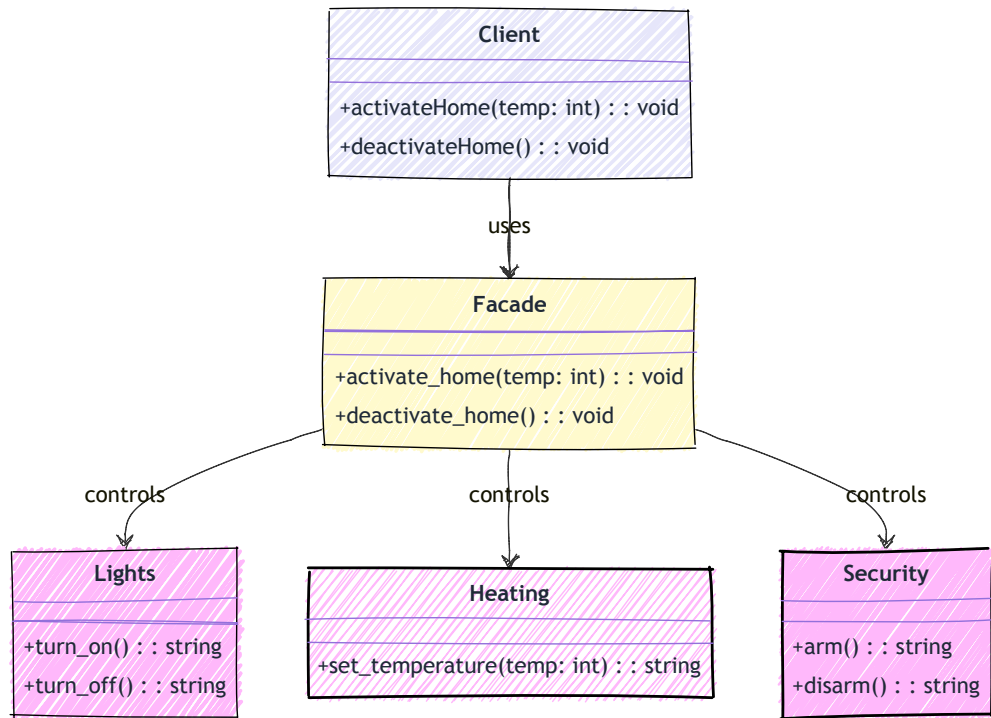 Client
+activateHome(temp: int) : : void
+deactivateHome() : : void
uses
Facade
+activate_home(temp: int) : : void
+deactivate_home() : : void
controls
controls
controls
Lights
+turn_on() : : string
+turn_off() : : string
Heating
+set_temperature(temp: int) : : string
Security
+arm() : : string
+disarm() : : string